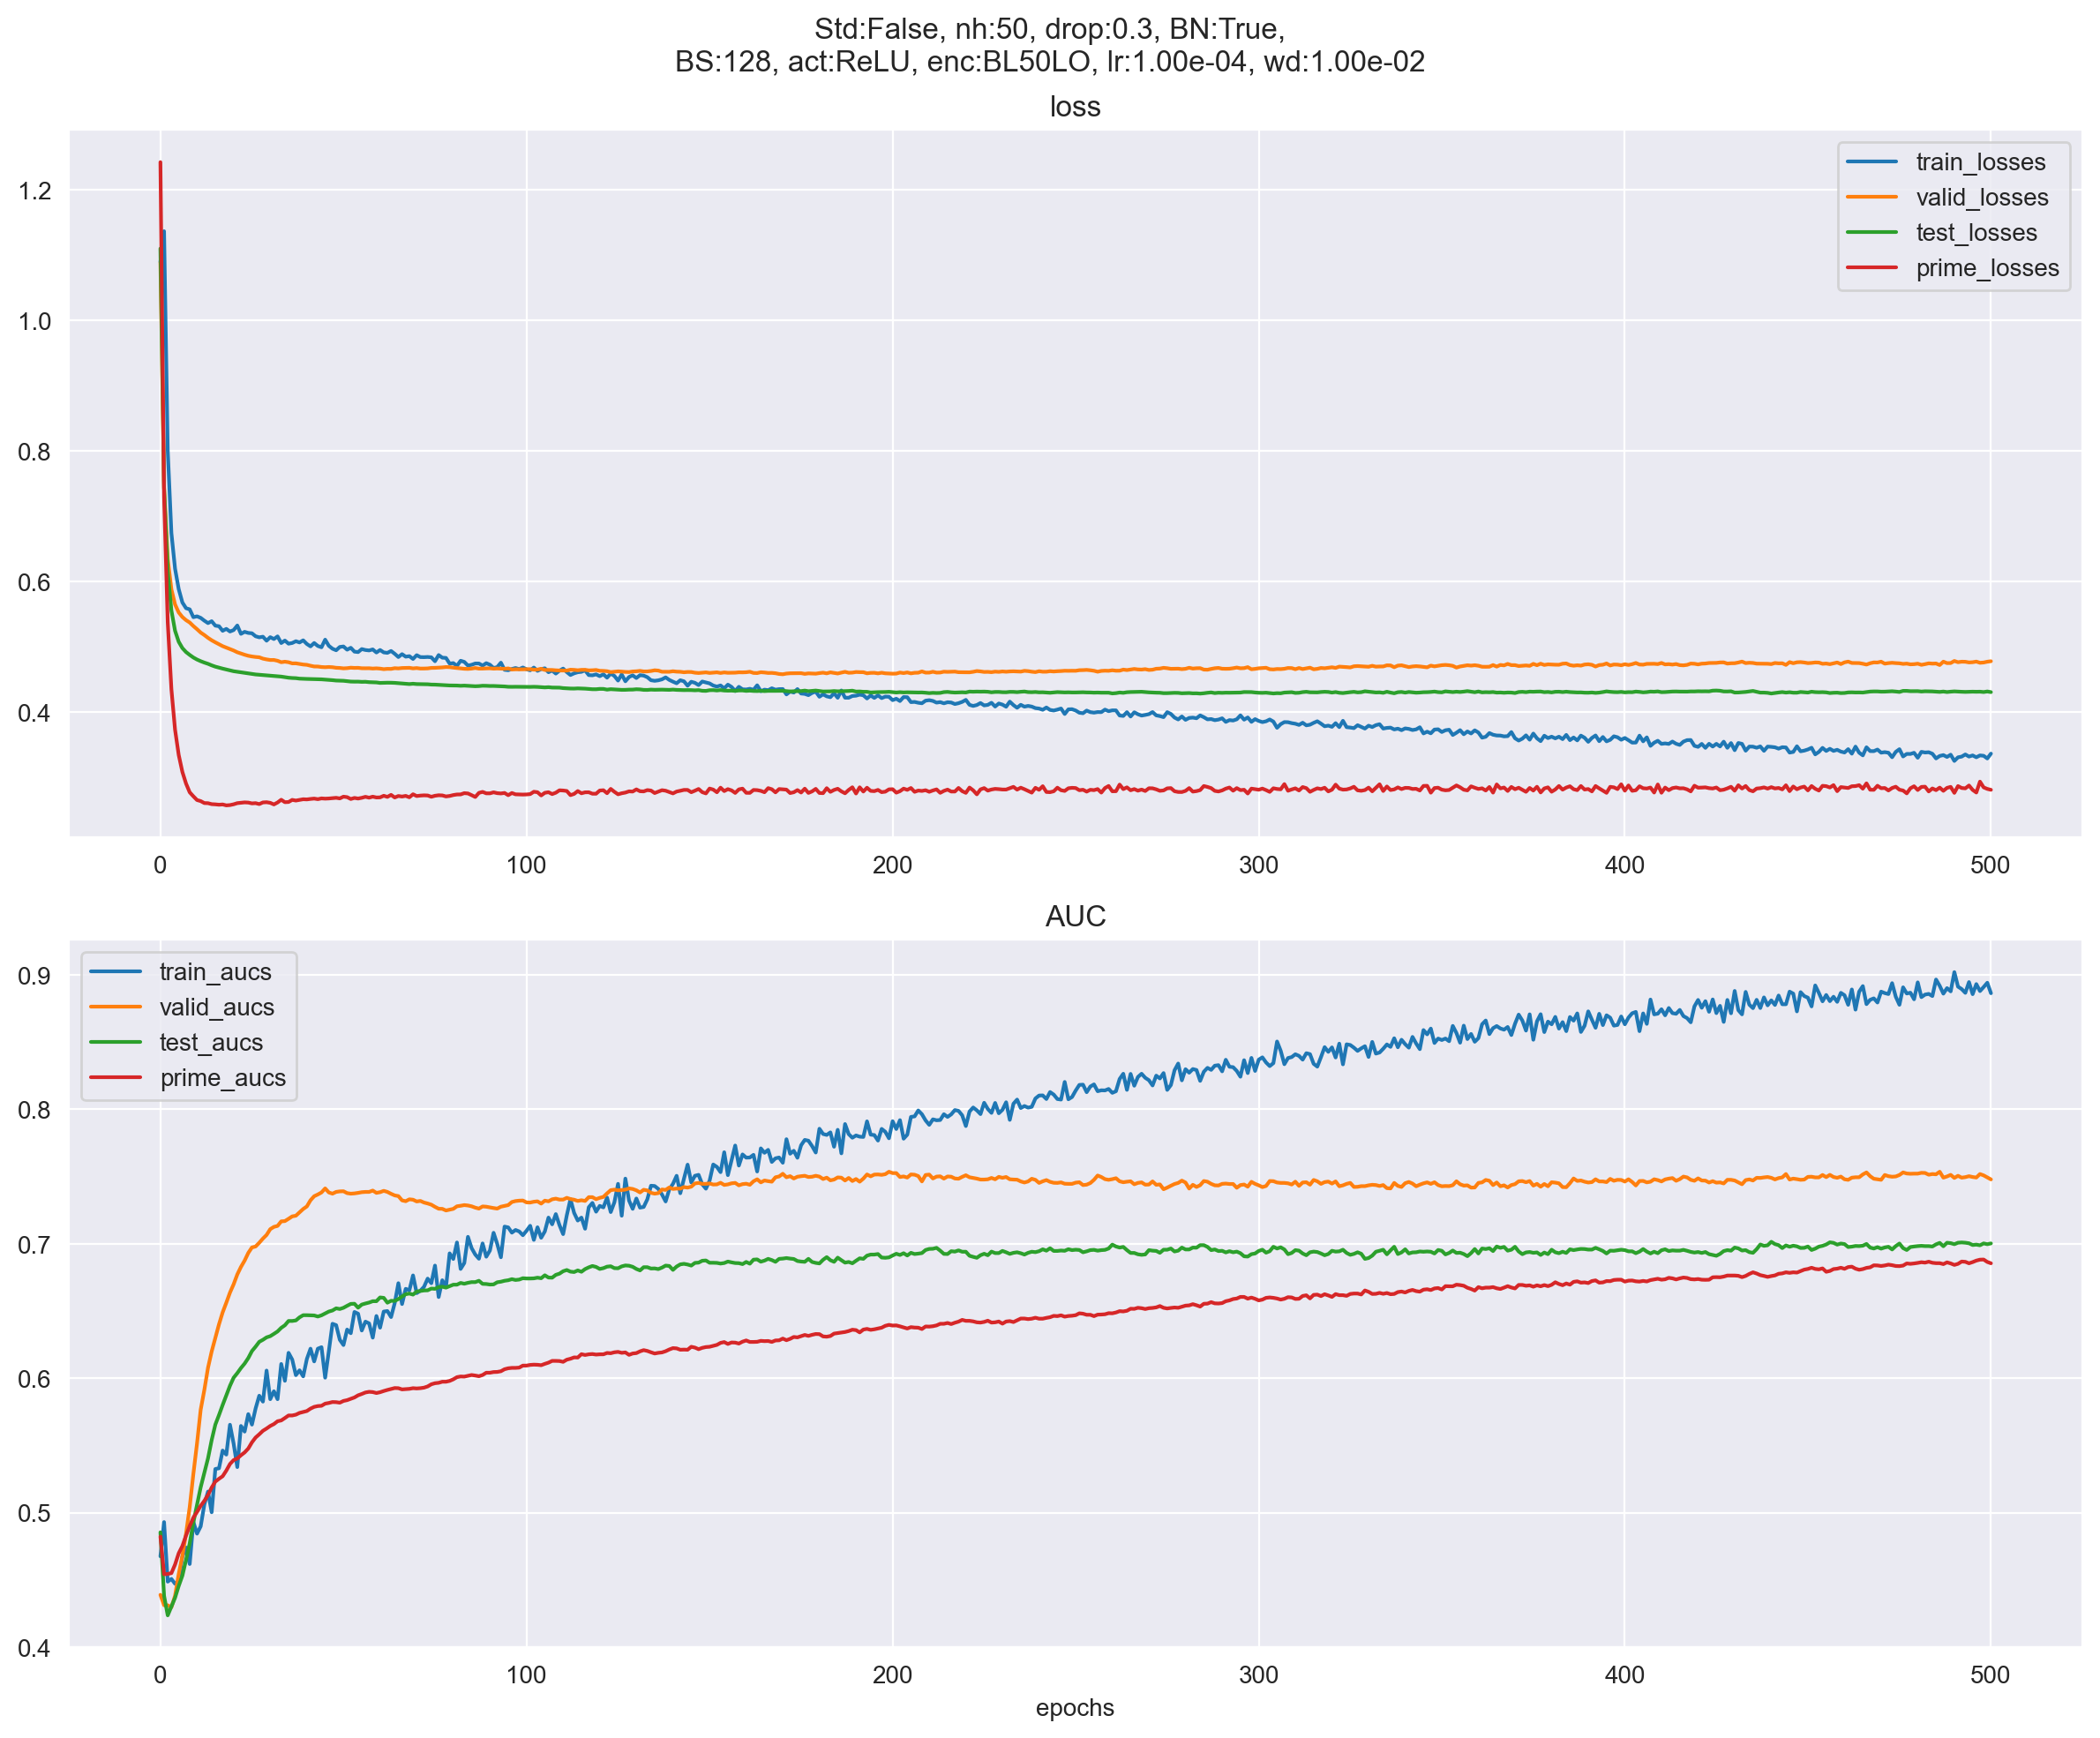 Std:False, nh:50, drop:0.3, BN:True,
BS:128, act:ReLU, enc:BL50LO, lr:1.00e-04, wd:1.00e-02
loss
train_losses
valid_losses
test_losses
prime_losses
1.2
1.0
0.8
0.6
0.4
0 100 200 300 400 500
AUC
train_aucs
valid_aucs
test_aucs
prime_aucs
0.9
0.8
0.7
0.6
0.5
0.4
0 100 200 300 400 500
epochs